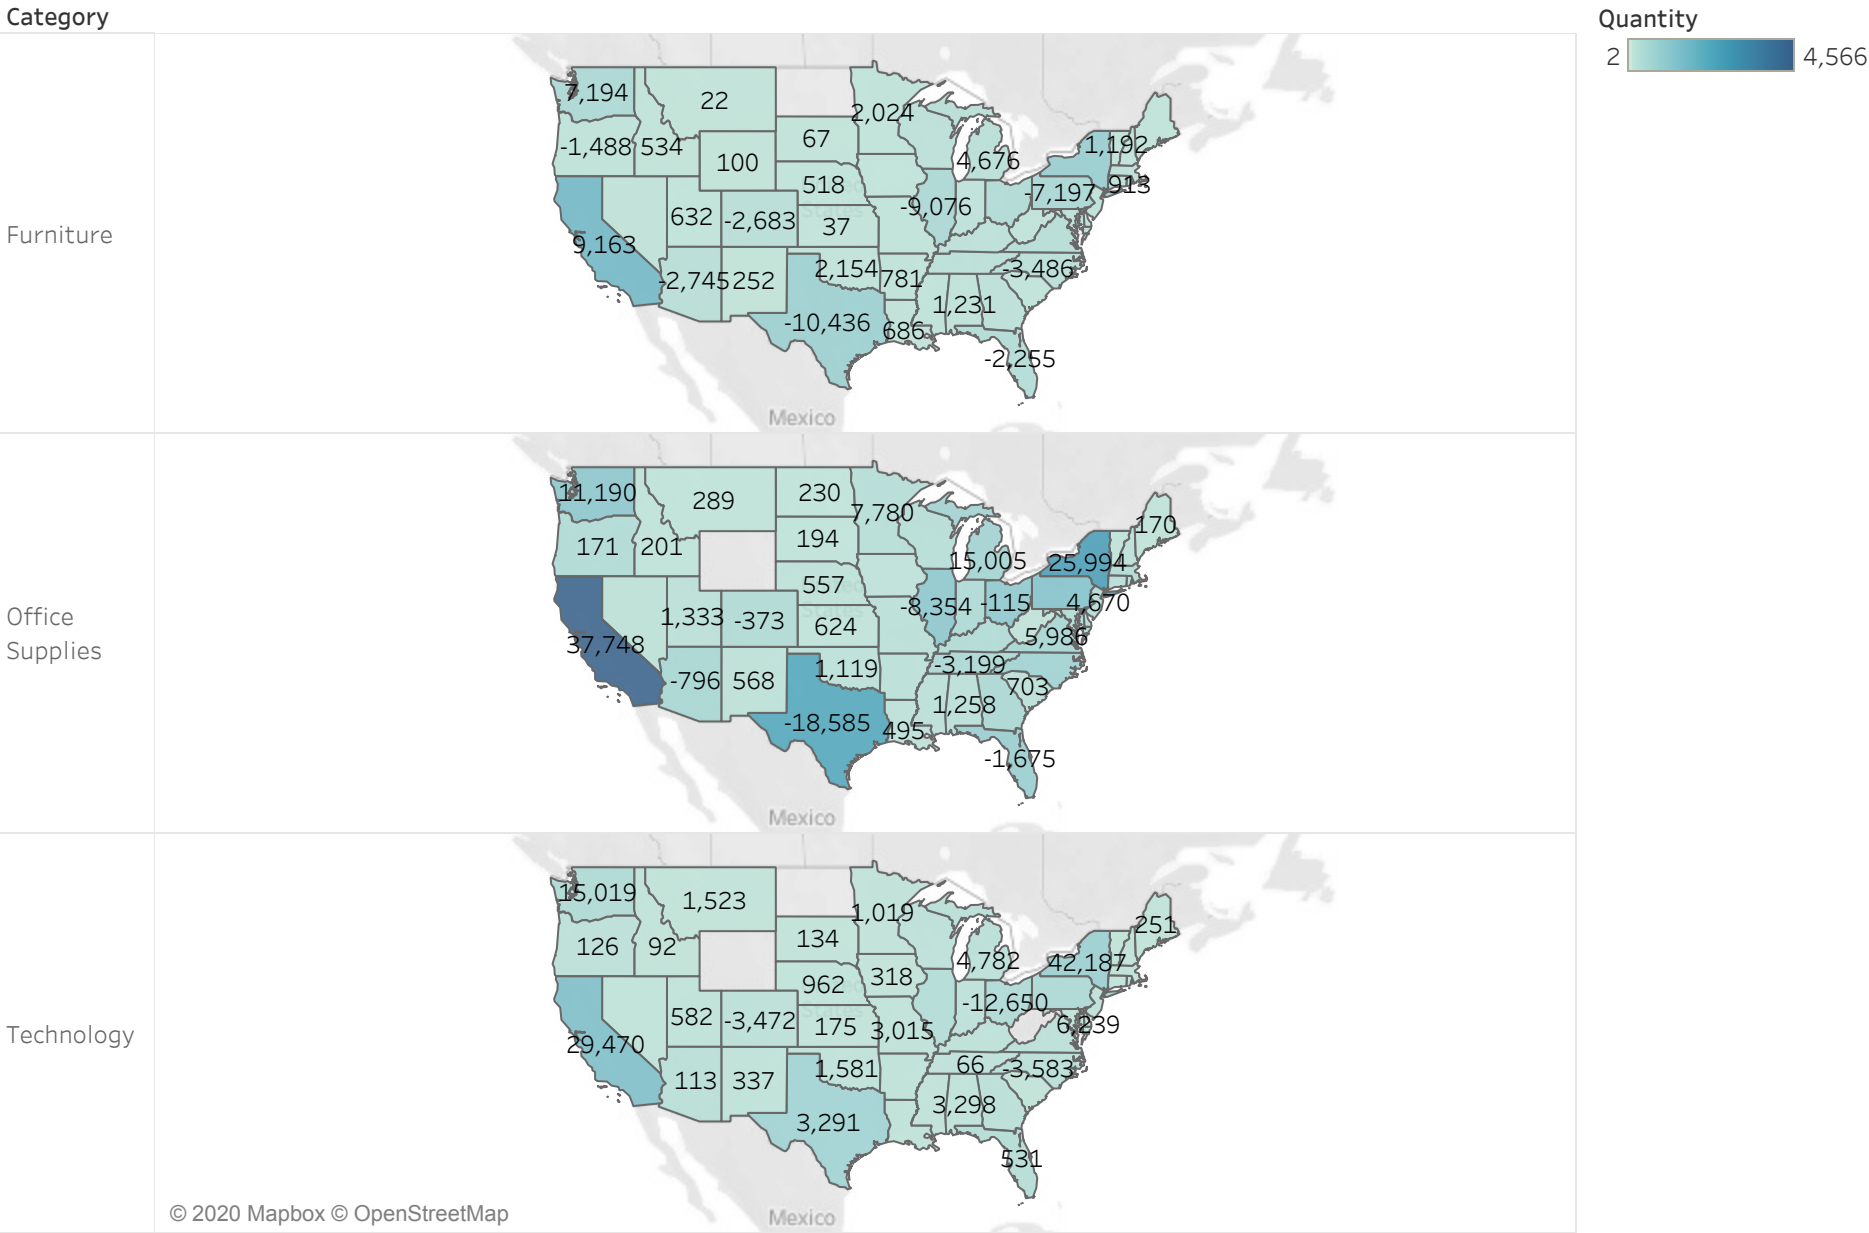 Category
Quantity
2 4,566
Furniture
7,194 22 2,024
-1,488 534 67 1,192
100 4,676
518 -7,197 913
632 -2,683 37 -9,076
9,163
-2,745 252 2,154 781 -3,486
-10,436 686 1,231
-2,255
Mexico
Office
Supplies
11,190 289 230 7,780 170
171 201 194 15,005 25,994
557 -8,354 -115 4,670
1,333 -373 624 5,986
37,748
-796 568 1,119 -3,199 703
-18,585 495 1,258
-1,675
Mexico
Technology
15,019 1,523 1,019 251
126 92 134 4,782 42,187
962 318 -12,650
582 -3,472 175 3,015 6,239
29,470
113 337 1,581 66 -3,583
3,291 3,298
531
Mexico
© 2020 Mapbox © OpenStreetMap